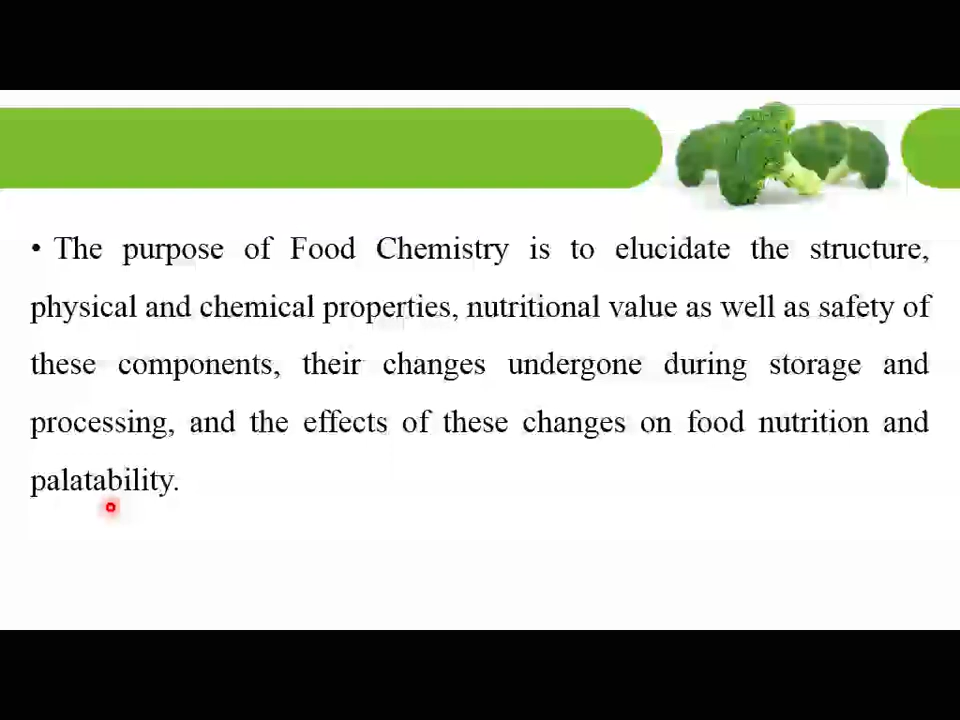 • The purpose of Food Chemistry is to elucidate the structure,
physical and chemical properties, nutritional value as well as safety of
these components, their changes undergone during storage and
processing, and the effects of these changes on food nutrition and
palatability.